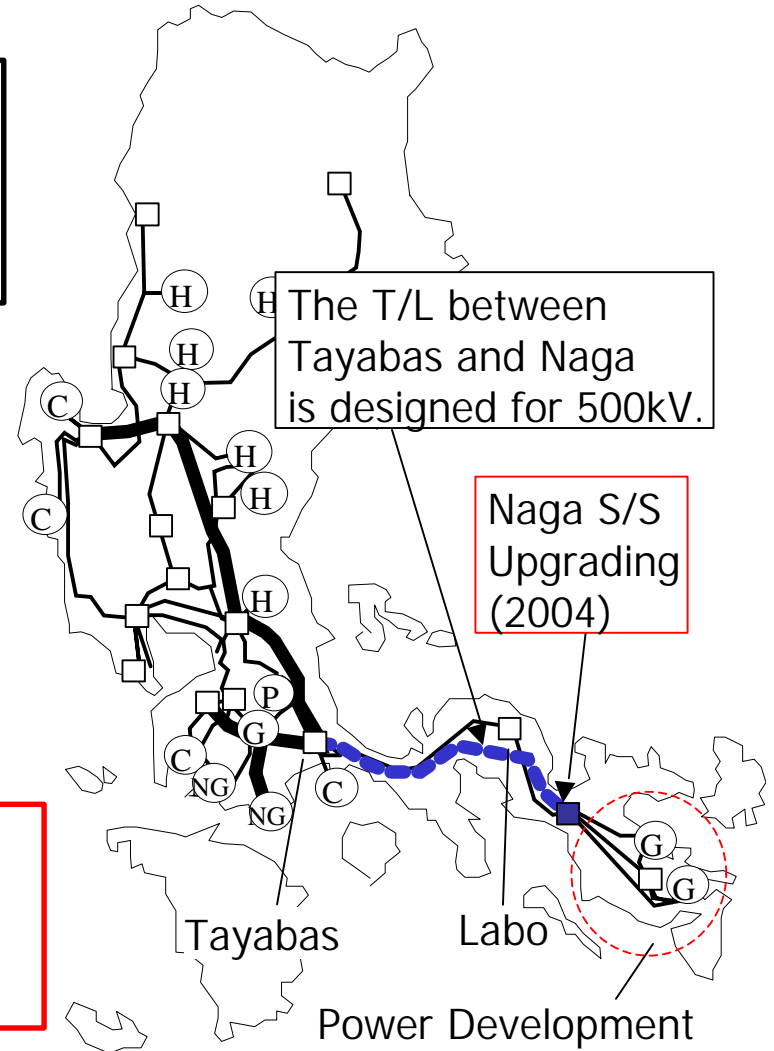 H
H
The T/L between
Tayabas and Naga
is designed for 500kV.
H
H
C
H
H
C
Naga S/S
Upgrading
(2004)
H
P
G
C
NG
C
NG
G
G
Tayabas
Labo
Power Development